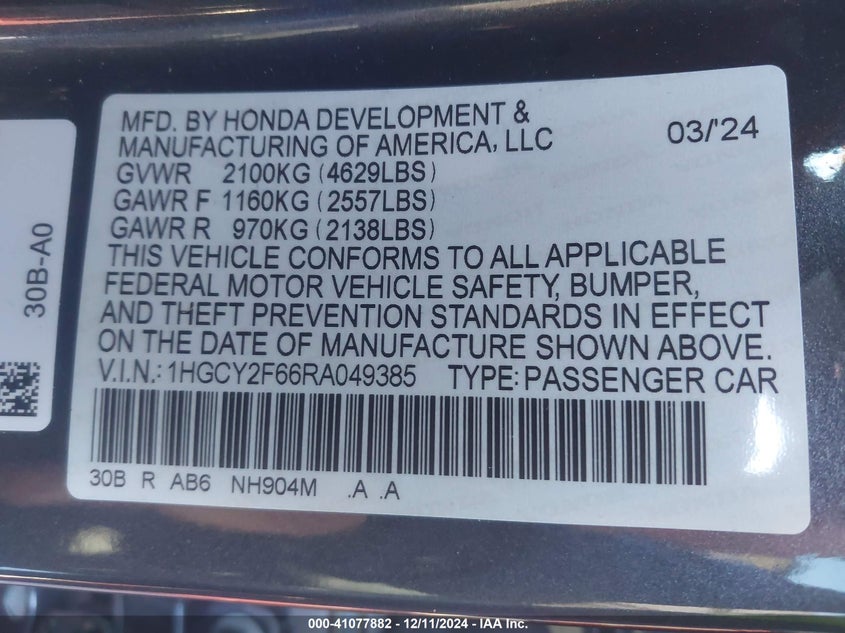 MFD. BY HONDA DEVELOPMENT &
MANUFACTURING OF AMERICA, LLC 03/'24
GVWR 2100KG (4629LBS)
GAWR F 1160KG (2557LBS)
GAWR R 970KG (2138LBS)
THIS VEHICLE CONFORMS TO ALL APPLICABLE
FEDERAL MOTOR VEHICLE SAFETY, BUMPER,
AND THEFT PREVENTION STANDARDS IN EFFECT
ON THE DATE OF MANUFACTURE SHOWN ABOVE.
V.I.N.: 1HGCY2F66RA049385 TYPE: PASSENGER CAR
30B R AB6 NH904M .A .A
30B-A0
000-41077882 - 12/11/2024 - IAA Inc.